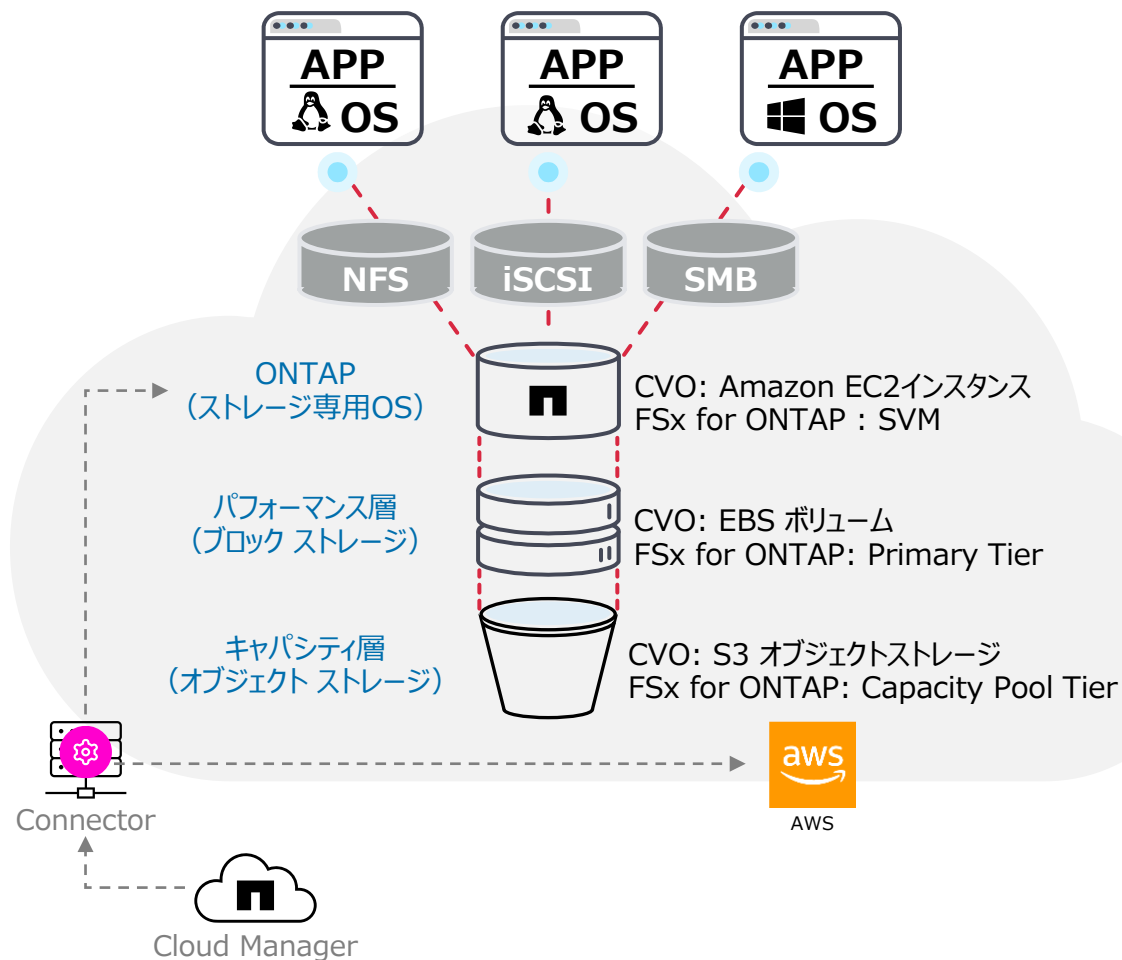 APP
OS
APP
OS
APP
OS
NFS
iSCSI
SMB
ONTAP
（ストレージ専用OS）
CVO: Amazon EC2インスタンス
FSx for ONTAP : SVM
パフォーマンス層
（ブロック ストレージ）
CVO: EBS ボリューム
FSx for ONTAP: Primary Tier
キャパシティ層
（オブジェクト ストレージ）
CVO: S3 オブジェクトストレージ
FSx for ONTAP: Capacity Pool Tier
aws
AWS
Connector
Cloud Manager